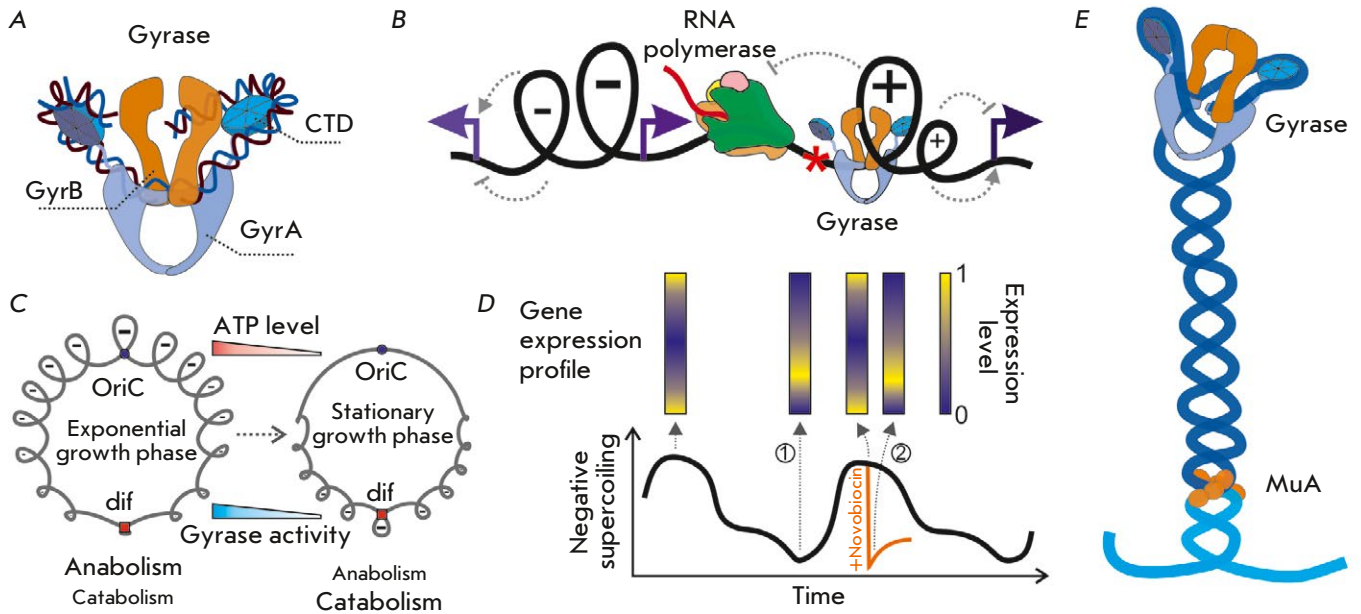 A
Gyrase
CTD
GyrB
GyrA
B
RNA
polymerase
-
-
+
+
*
Gyrase
C
ATP level
-
-
-
-
-
-
-
-
-
OriC
OriC
Exponential
growth phase
Stationary
growth phase
dif
dif
-
Gyrase activity
Anabolism
Catabolism
Anabolism
Catabolism
D
Gene
expression
profile
1
0
Expression
level
①
②
Negative
supercoiling
+Novobiocin
Time
E
Gyrase
MuA